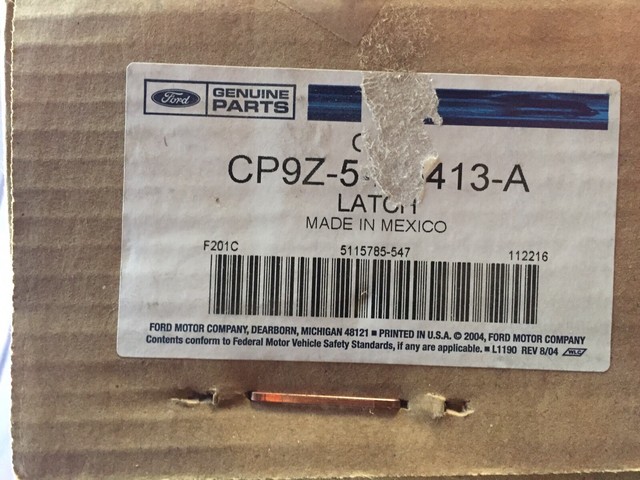 Ford GENUINE PARTS
CP9Z-5
413-A
LATCH
MADE IN MEXICO
F201C 5115785-547 112216
FORD MOTOR COMPANY, DEARBORN, MICHIGAN 48121 ■ PRINTED IN U.S.A. © 2004, FORD MOTOR COMPANY
Contents conform to Federal Motor Vehicle Safety Standards, if any are applicable. ■ L1190 REV 8/04 WLC